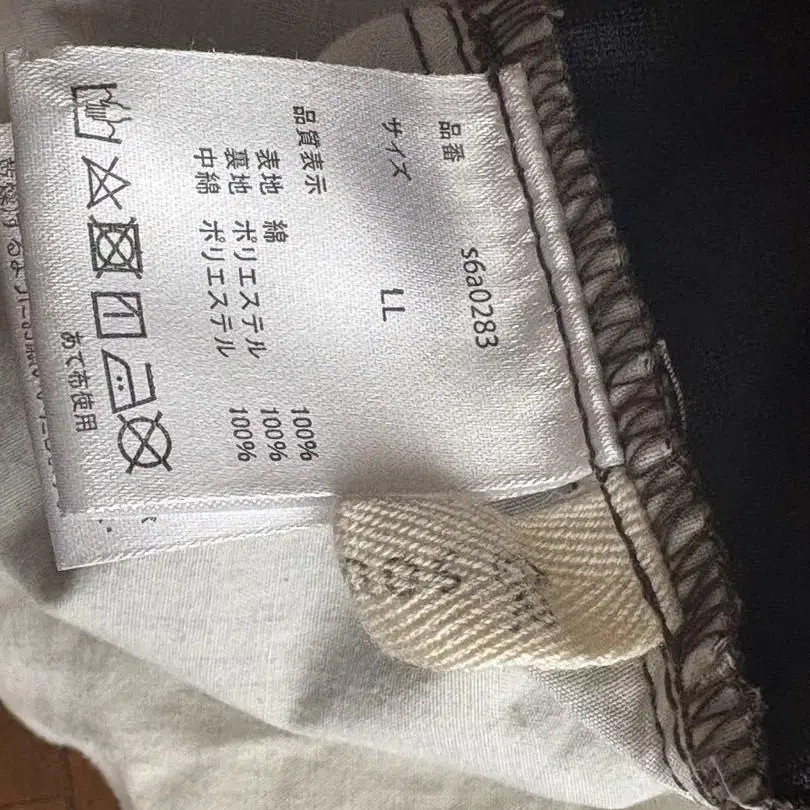 品番 s6a0283
サイズ LL
品質表示
表地 綿 100%
裏地 ポリエステル 100%
中綿 ポリエステル 100%
あて布使用